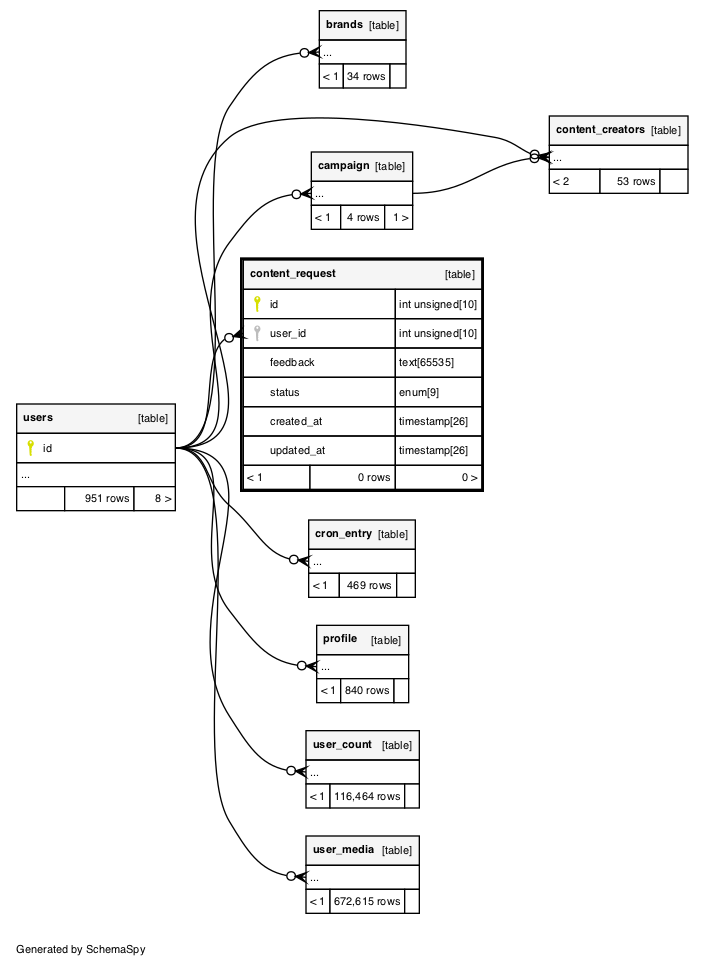 brands [table]
...
< 1 34 rows
content_creators [table]
...
< 2 53 rows
campaign [table]
...
< 1 4 rows 1 >
content_request [table]
id int unsigned[10]
user_id int unsigned[10]
feedback text[65535]
status enum[9]
created_at timestamp[26]
updated_at timestamp[26]
< 1 0 rows 0 >
users [table]
id
...
951 rows 8 >
cron_entry [table]
...
< 1 469 rows
profile [table]
...
< 1 840 rows
user_count [table]
...
< 1 116,464 rows
user_media [table]
...
< 1 672,615 rows
Generated by SchemaSpy